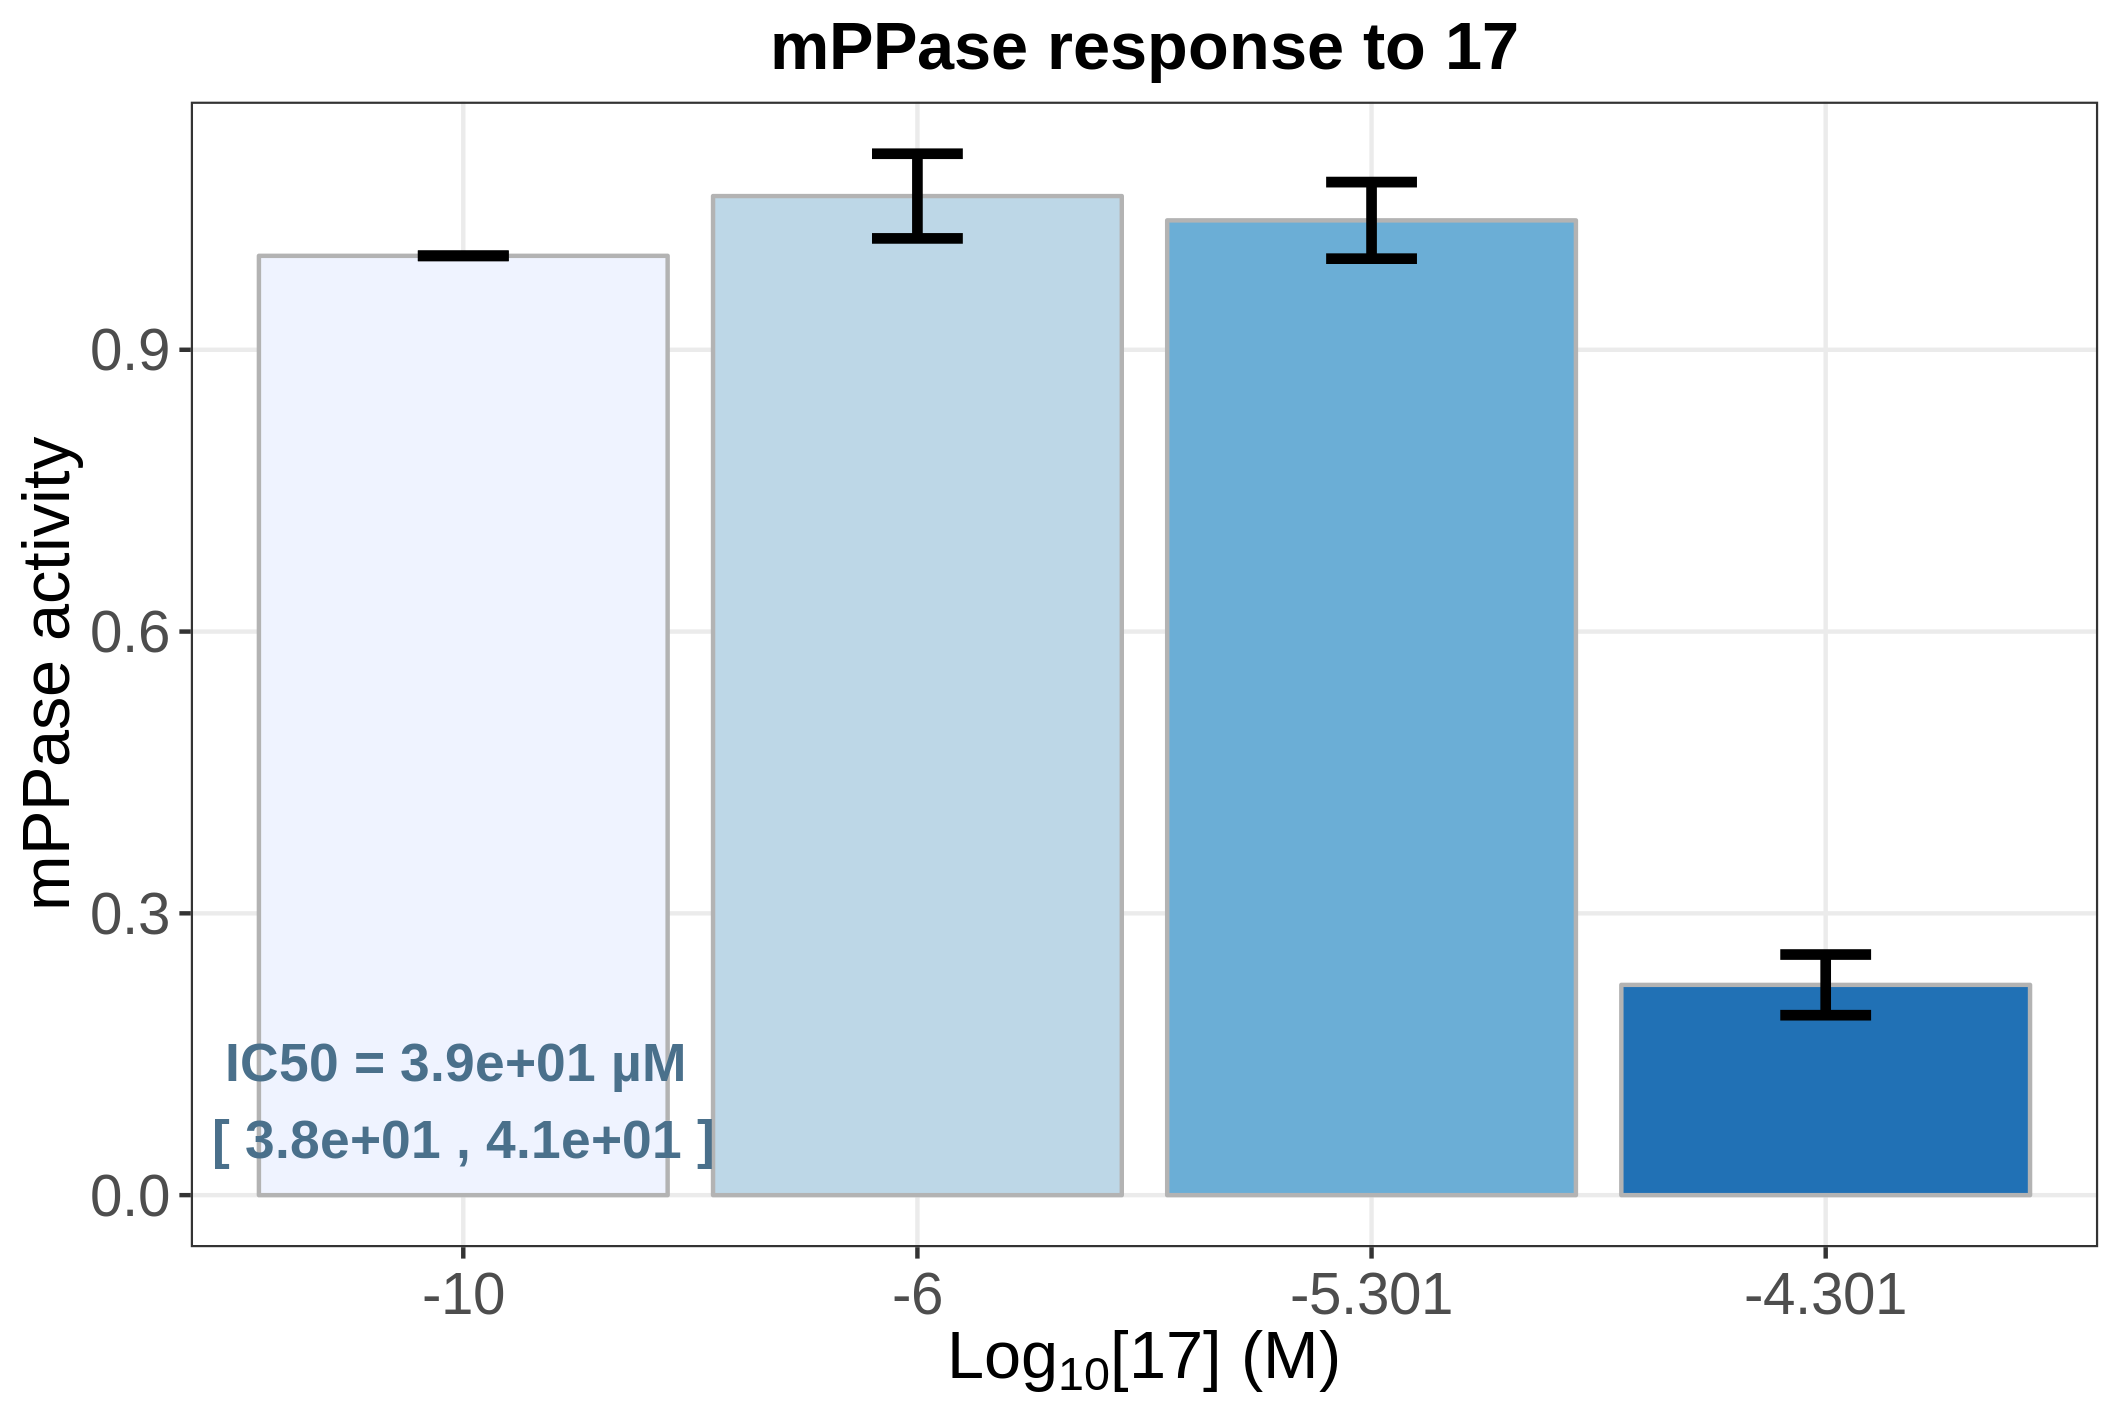 mPPase response to 17
mPPase activity
0.9
0.6
0.3
0.0
IC50 = 3.9e+01 µM
[ 3.8e+01 , 4.1e+01 ]
-10
-6
-5.301
-4.301
Log10[17] (M)